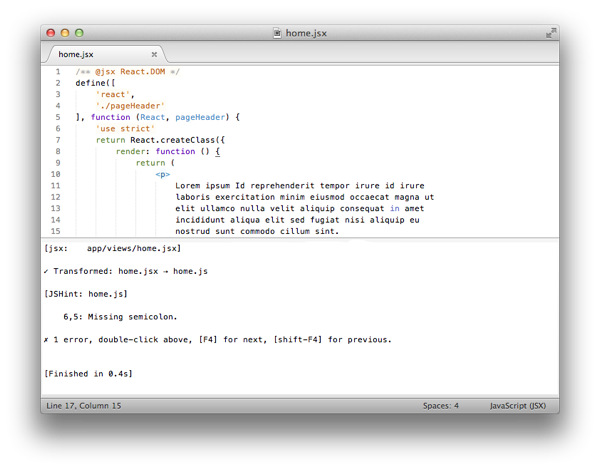 home.jsx
home.jsx
1 /** @jsx React.DOM */
2 define([
3 'react',
4 './pageHeader'
5 ], function (React, pageHeader) {
6 'use strict'
7 return React.createClass({
8 render: function () {
9 return (
10 <p>
11 Lorem ipsum Id reprehenderit tempor irure id irure
12 laboris exercitation minim eiusmod occaecat magna ut
13 elit ullamco nulla velit aliquip consequat in amet
14 incididunt aliqua elit sed fugiat nisi aliquip eu
15 nostrud sunt commodo cillum sint.
[jsx: app/views/home.jsx]
✓ Transformed: home.jsx → home.js
[JSHint: home.js]
6,5: Missing semicolon.
✗ 1 error, double-click above, [F4] for next, [shift-F4] for previous.
[Finished in 0.4s]
Line 17, Column 15 Spaces: 4 JavaScript (JSX)